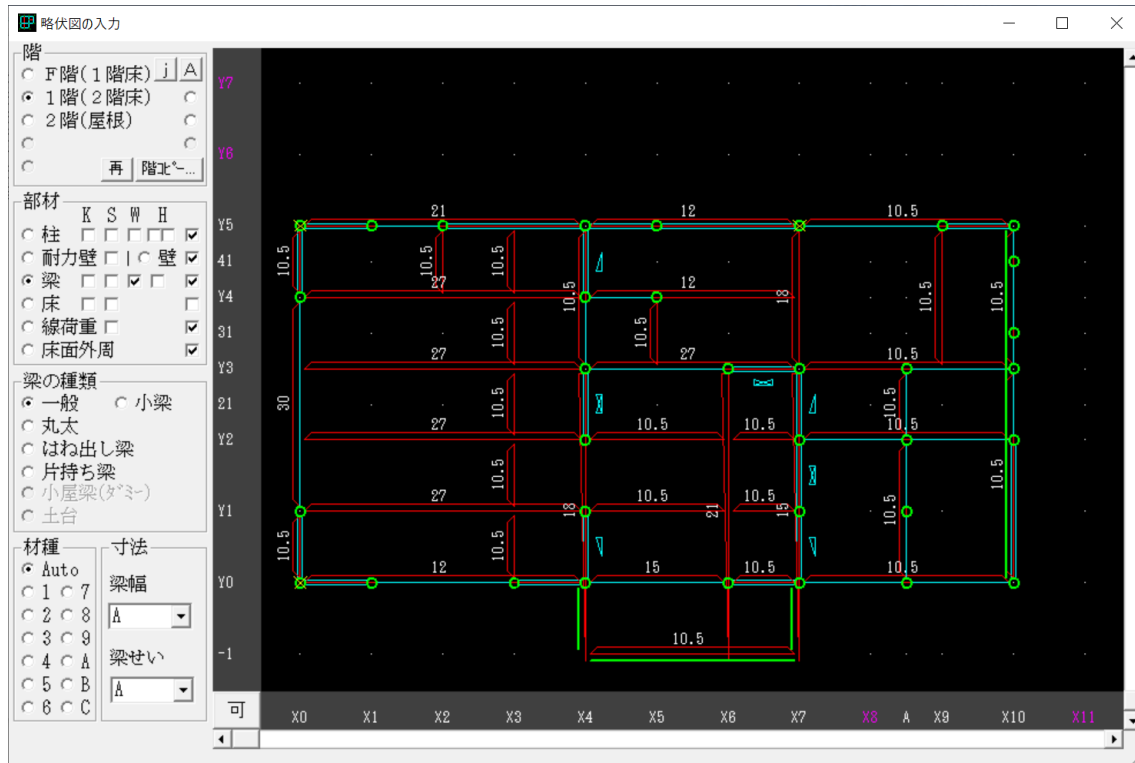 略伏図の入力
階
F階(1階床) j A
1階(2階床)
2階(屋根)
再 階ｺﾋﾟｰ...
部材
K S W H
柱
耐力壁 | 壁
梁
床
線荷重
床面外周
梁の種類
一般 小梁
丸太
はね出し梁
片持ち梁
小屋梁(ﾀﾞﾐｰ)
土台
材種
Auto
1 7
2 8
3 9
4 A
5 B
6 C
寸法
梁幅
A
梁せい
A
可
Y7
Y6
Y5
41
Y4
31
Y3
21
Y2
Y1
Y0
-1
21 12 10.5
10.5 10.5 10.5
27 12
10.5 18 10.5 10.5
10.5 10.5
27 27 10.5
30 10.5 10.5
27 10.5 10.5 10.5
10.5 10.5
27 10.5 10.5
18 21 15 10.5
10.5 10.5
12 15 10.5 10.5
10.5
X0 X1 X2 X3 X4 X5 X6 X7 X8 A X9 X10 X11